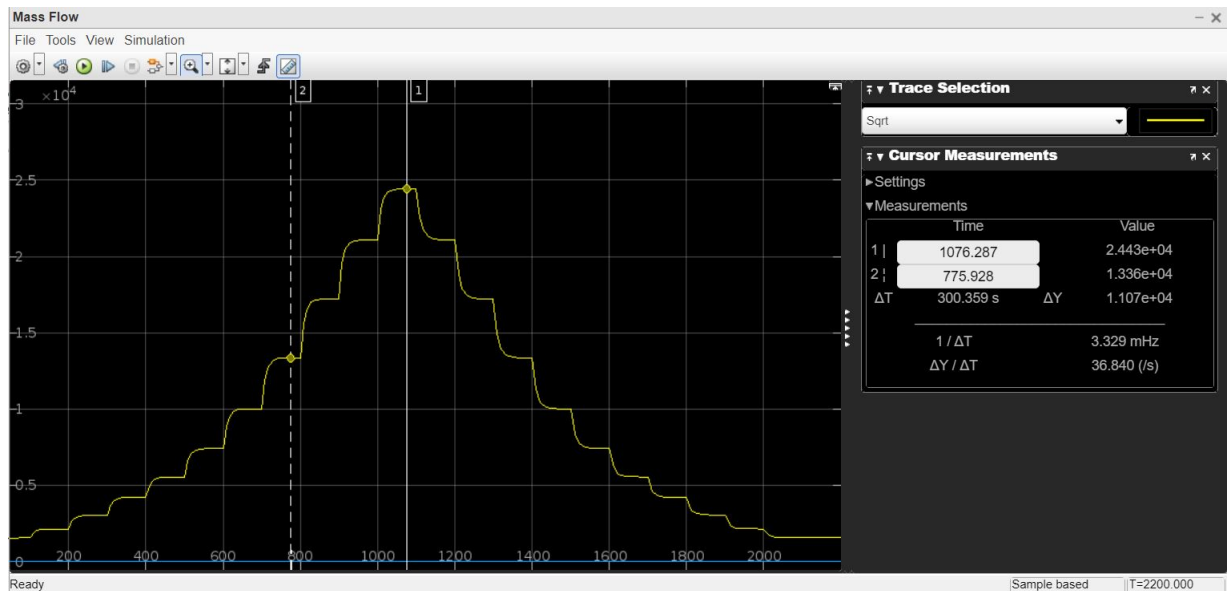 Mass Flow
File Tools View Simulation
×10⁴
2
1
3
2.5
2
1.5
1
0.5
0
200 400 600 800 1000 1200 1400 1600 1800 2000
Trace Selection
Sqrt
Cursor Measurements
Settings
Measurements
Time Value
1 | 1076.287 2.443e+04
2 ¦ 775.928 1.336e+04
ΔT 300.359 s ΔY 1.107e+04
1 / ΔT 3.329 mHz
ΔY / ΔT 36.840 (/s)
Ready Sample based T=2200.000